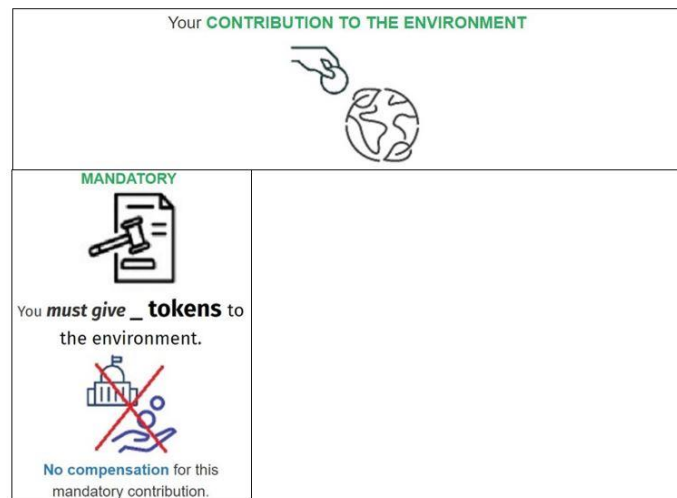 Your CONTRIBUTION TO THE ENVIRONMENT
MANDATORY
You must give _ tokens to
the environment.
No compensation for this
mandatory contribution.